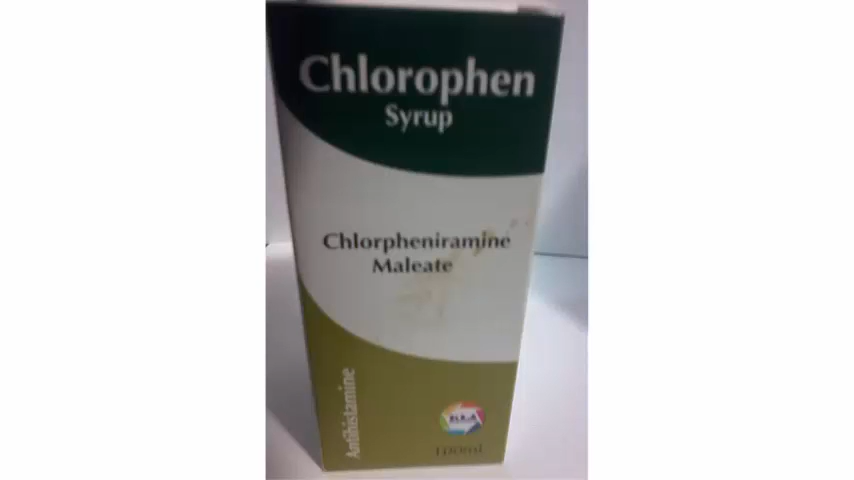 Chlorophen
Syrup
Chlorpheniramine
Maleate
Antihistamine
100ml